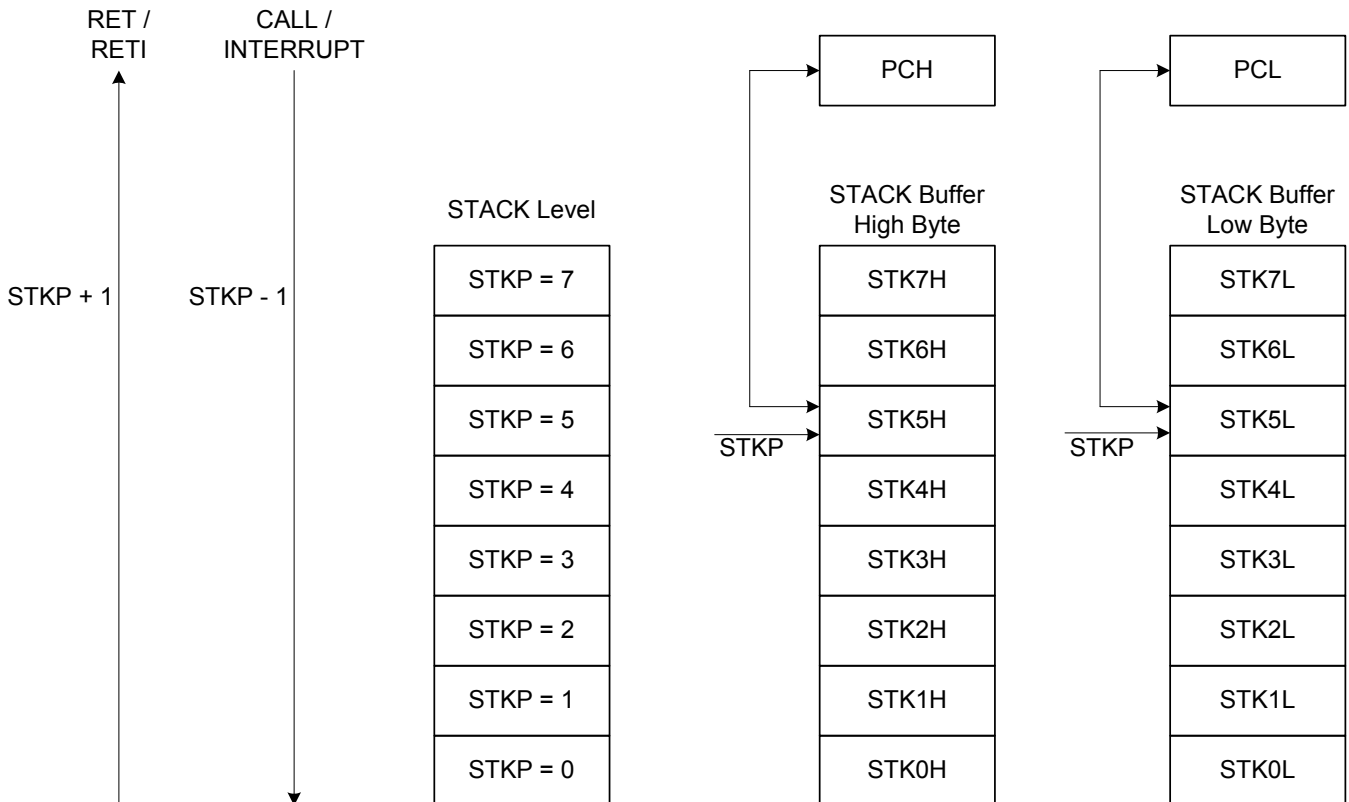 RET /
RETI
CALL /
INTERRUPT
PCH
PCL
STACK Level
STACK Buffer
High Byte
STACK Buffer
Low Byte
STKP + 1
STKP - 1
STKP = 7
STK7H
STK7L
STKP = 6
STK6H
STK6L
STKP = 5
STK5H
STK5L
STKP
STKP
STKP = 4
STK4H
STK4L
STKP = 3
STK3H
STK3L
STKP = 2
STK2H
STK2L
STKP = 1
STK1H
STK1L
STKP = 0
STK0H
STK0L